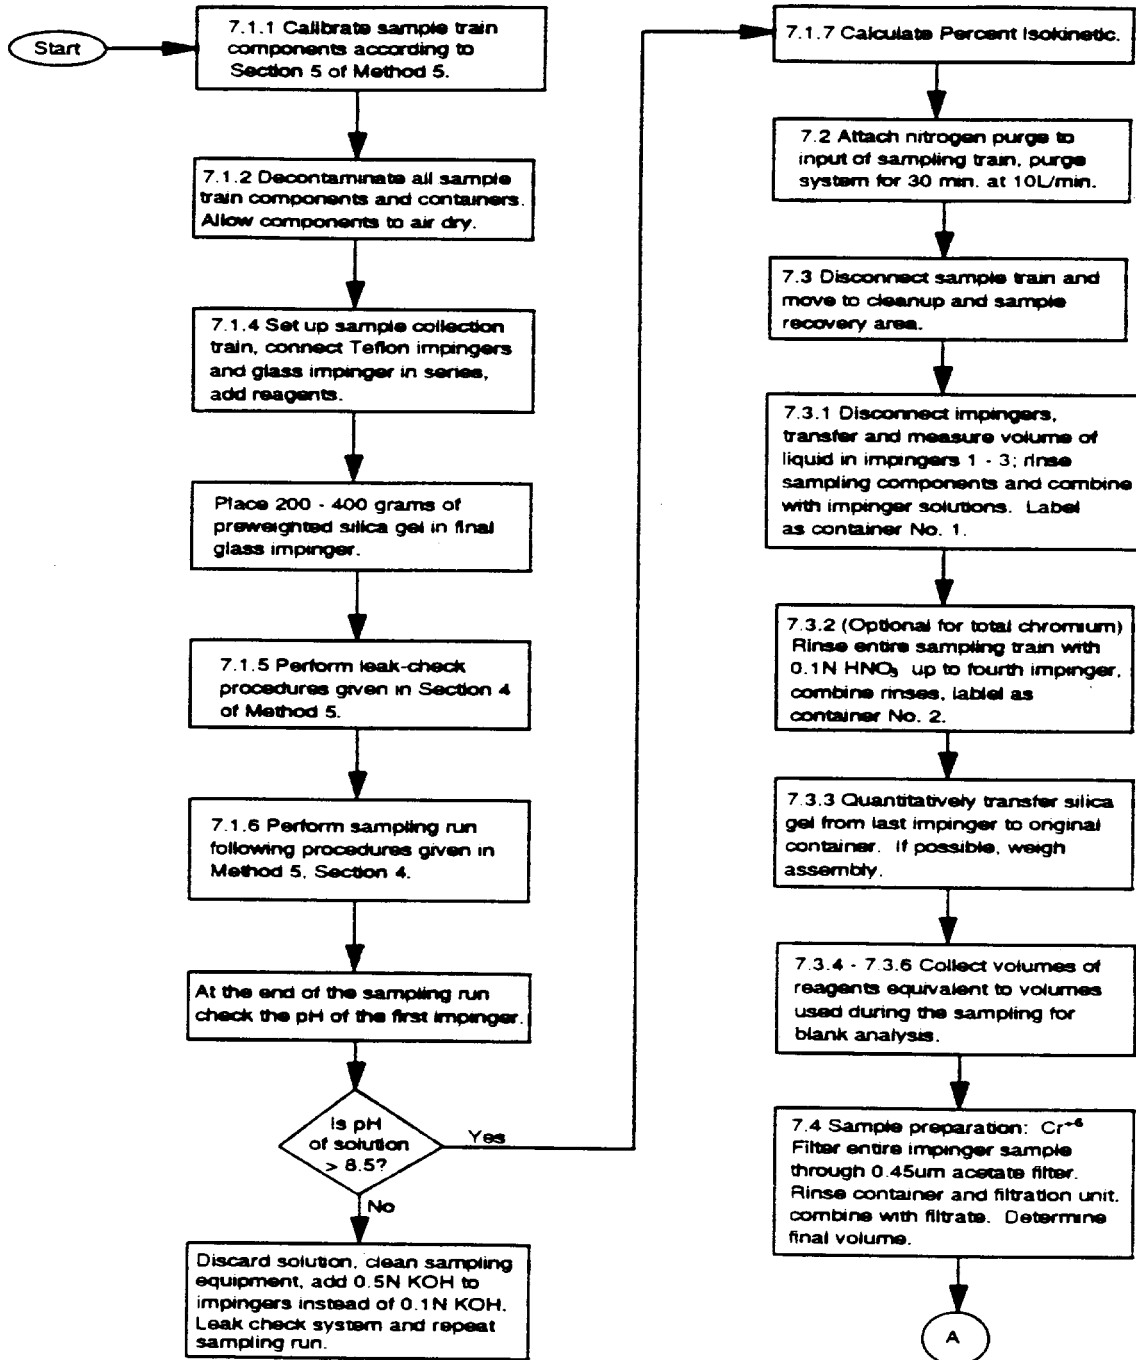 Start
7.1.1 Calibrate sample train
components according to
Section 5 of Method 5.
7.1.2 Decontaminate all sample
train components and containers.
Allow components to air dry.
7.1.4 Set up sample collection
train, connect Teflon impingers
and glass impinger in series,
add reagents.
Place 200 - 400 grams of
preweighted silica gel in final
glass impinger.
7.1.5 Perform leak-check
procedures given in Section 4
of Method 5.
7.1.6 Perform sampling run
following procedures given in
Method 5, Section 4.
At the end of the sampling run
check the pH of the first impinger.
Is pH
of solution
> 8.5?
Yes
No
Discard solution, clean sampling
equipment, add 0.5N KOH to
impingers instead of 0.1N KOH.
Leak check system and repeat
sampling run.
7.1.7 Calculate Percent Isokinetic.
7.2 Attach nitrogen purge to
input of sampling train, purge
system for 30 min. at 10L/min.
7.3 Disconnect sample train and
move to cleanup and sample
recovery area.
7.3.1 Disconnect impingers,
transfer and measure volume of
liquid in impingers 1 - 3; rinse
sampling components and combine
with impinger solutions. Label
as container No. 1.
7.3.2 (Optional for total chromium)
Rinse entire sampling train with
0.1N HNO₃ up to fourth impinger,
combine rinses, lablel as
container No. 2.
7.3.3 Quantitatively transfer silica
gel from last impinger to original
container. If possible, weigh
assembly.
7.3.4 - 7.3.6 Collect volumes of
reagents equivalent to volumes
used during the sampling for
blank analysis.
7.4 Sample preparation: Cr⁺⁶
Filter entire impinger sample
through 0.45um acetate filter.
Rinse container and filtration unit,
combine with filtrate. Determine
final volume.
A